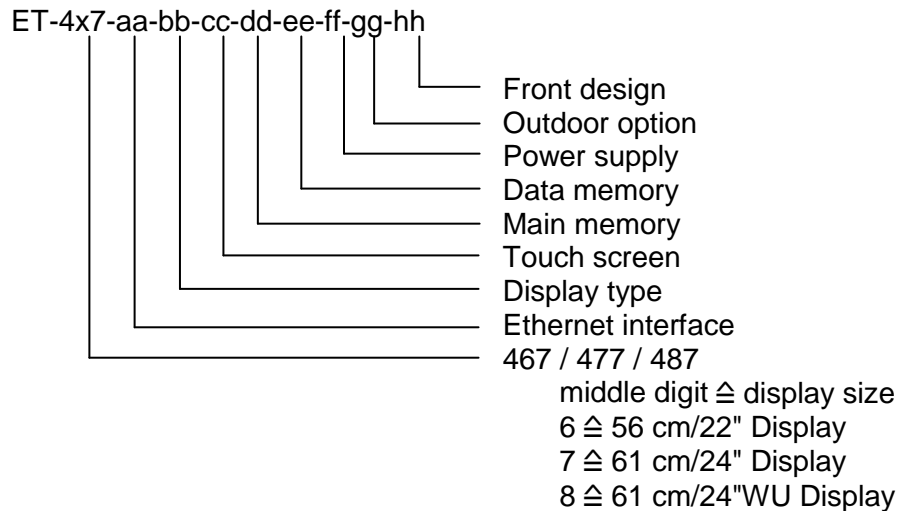 ET-4x7-aa-bb-cc-dd-ee-ff-gg-hh
Front design
Outdoor option
Power supply
Data memory
Main memory
Touch screen
Display type
Ethernet interface
467 / 477 / 487
middle digit ≙ display size
6 ≙ 56 cm/22" Display
7 ≙ 61 cm/24" Display
8 ≙ 61 cm/24"WU Display